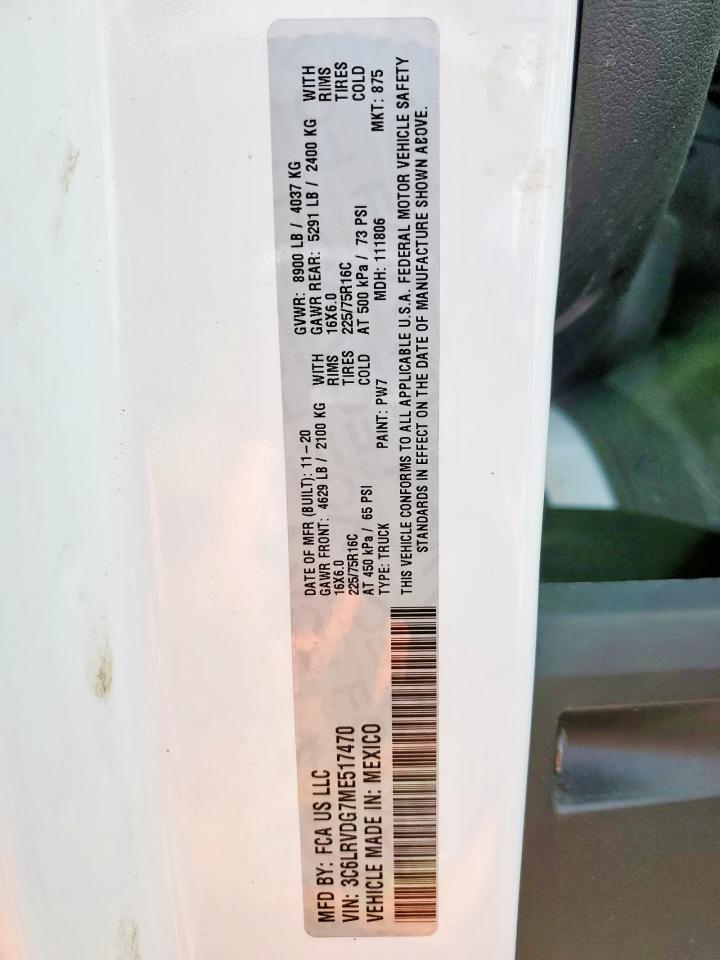 MFD BY: FCA US LLC
VIN: 3C6LRVDG7ME517470
VEHICLE MADE IN: MEXICO
DATE OF MFR (BUILT): 11-20
GAWR FRONT: 4629 LB / 2100 KG WITH
16X6.0 RIMS
225/75R16C TIRES
AT 450 kPa / 65 PSI COLD
GVWR: 8900 LB / 4037 KG
GAWR REAR: 5291 LB / 2400 KG WITH
16X6.0 RIMS
225/75R16C TIRES
AT 500 kPa / 73 PSI COLD
TYPE: TRUCK PAINT: PW7 MDH: 111806 MKT: 875
THIS VEHICLE CONFORMS TO ALL APPLICABLE U.S.A. FEDERAL MOTOR VEHICLE SAFETY
STANDARDS IN EFFECT ON THE DATE OF MANUFACTURE SHOWN ABOVE.